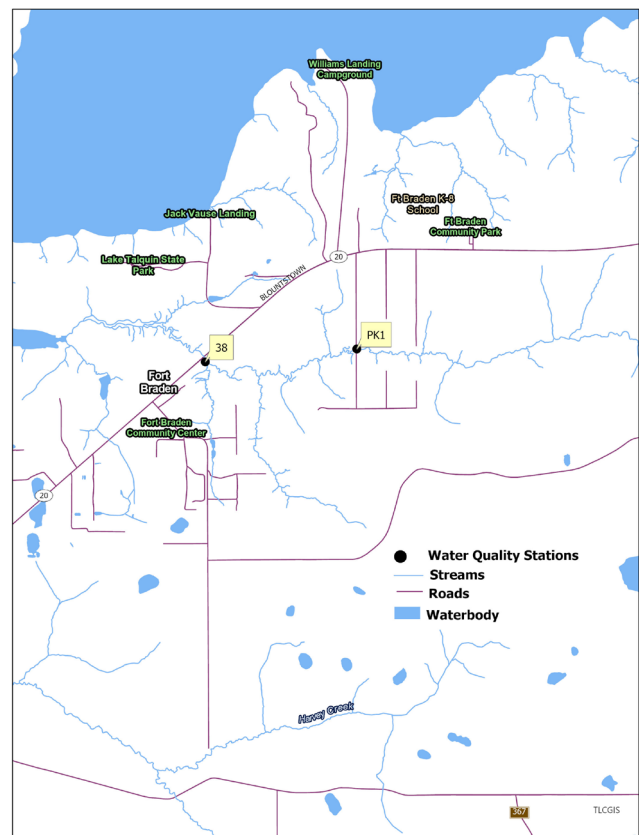 Williams Landing
Campground
Ft Braden K-8
School
Jack Vause Landing
Ft Braden
Community Park
Lake Talquin State
Park
20
BLOUNTSTOWN
38
PK1
Fort
Braden
Fort Braden
Community Center
20
Water Quality Stations
Streams
Roads
Waterbody
Harvey Creek
367
TLCGIS